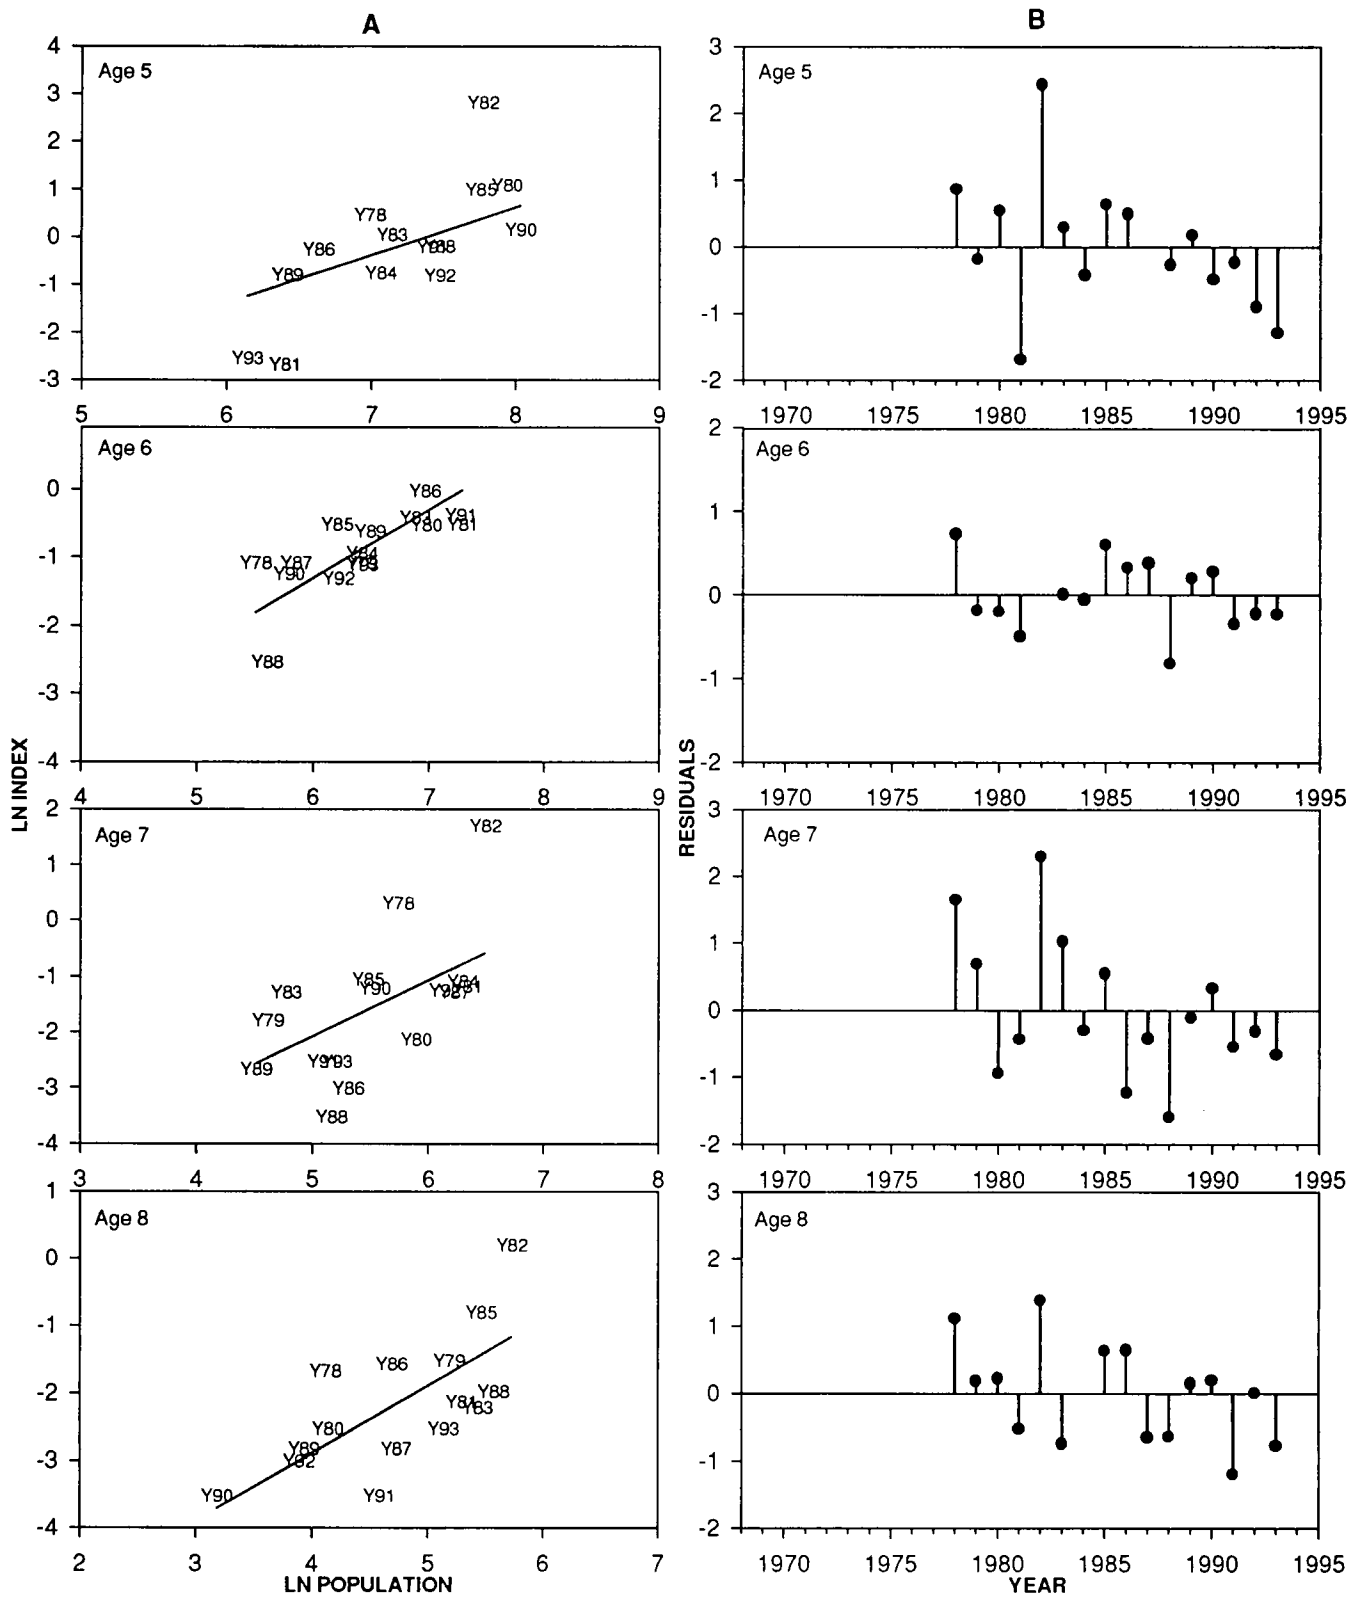 A
B
4
3
2
1
0
-1
-2
-3
Age 5
Y82
Y85
Y80
Y78
Y83
Y90
Y86
Y88
Y89
Y84
Y92
Y93
Y81
5 6 7 8 9
3
2
1
0
-1
-2
Age 5
1970 1975 1980 1985 1990 1995
0
-1
-2
-3
-4
Age 6
Y86
Y91
Y85
Y80
Y81
Y89
Y84
Y78
Y87
Y93
Y90
Y92
Y88
4 5 6 7 8 9
2
1
0
-1
-2
Age 6
1970 1975 1980 1985 1990 1995
2
1
0
-1
-2
-3
-4
Age 7
Y82
Y78
Y85
Y84
Y83
Y90
Y79
Y80
Y89
Y93
Y86
Y88
3 4 5 6 7 8
3
2
1
0
-1
-2
Age 7
1970 1975 1980 1985 1990 1995
1
0
-1
-2
-3
-4
Age 8
Y82
Y85
Y78
Y86
Y79
Y88
Y81
Y83
Y80
Y93
Y89
Y87
Y92
Y90
Y91
2 3 4 5 6 7
3
2
1
0
-1
-2
Age 8
1970 1975 1980 1985 1990 1995
LN INDEX
LN POPULATION
RESIDUALS
YEAR